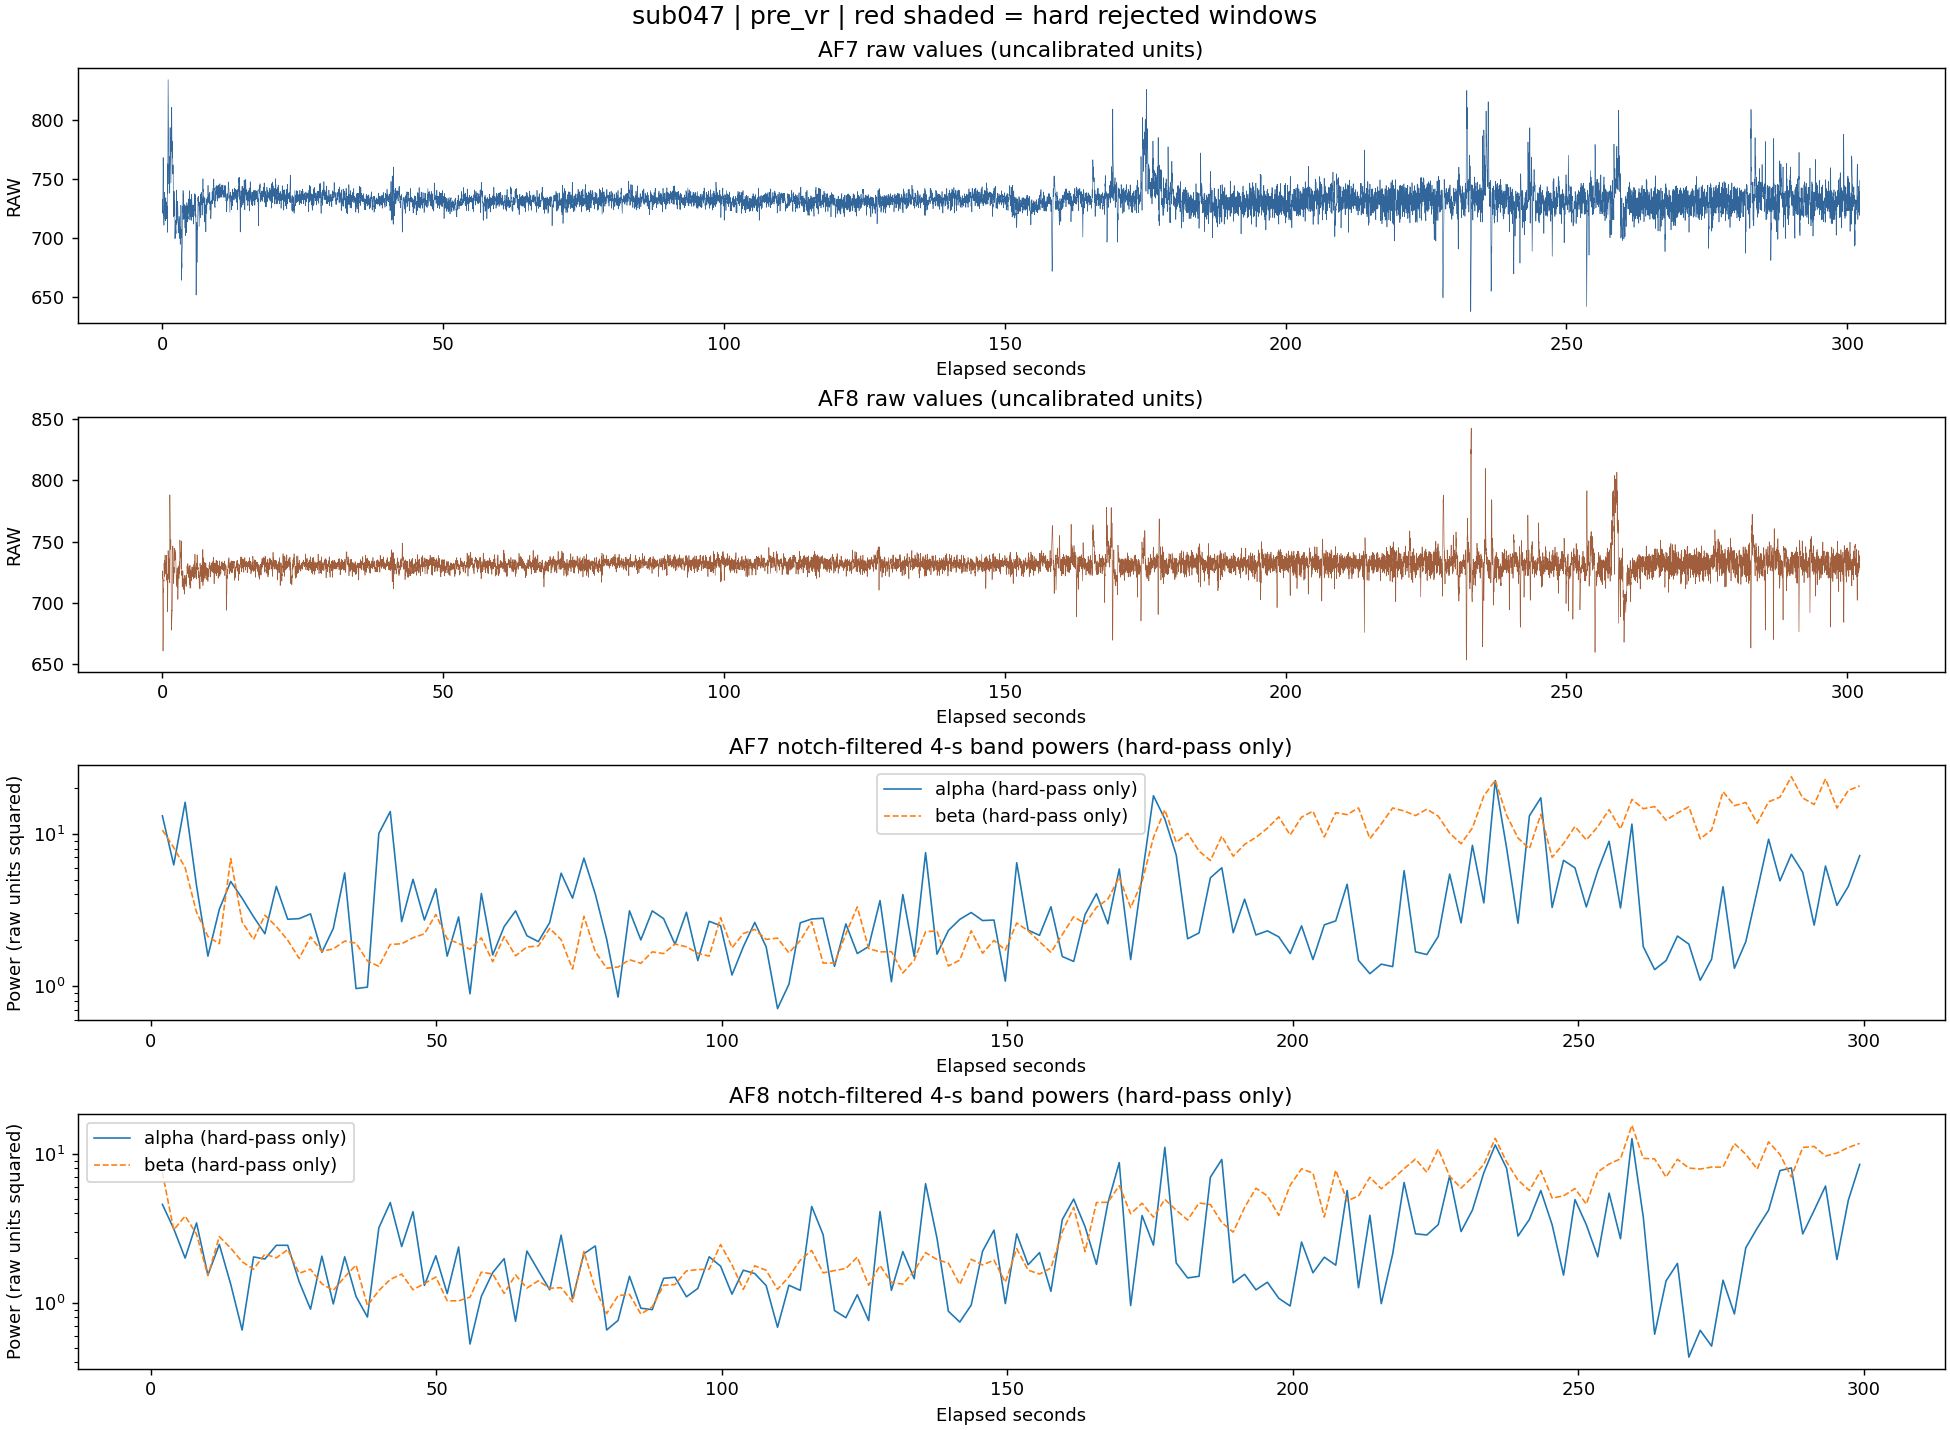 sub047 | pre_vr | red shaded = hard rejected windows
AF7 raw values (uncalibrated units)
RAW
800
750
700
650
0 50 100 150 200 250 300
Elapsed seconds
AF8 raw values (uncalibrated units)
RAW
850
800
750
700
650
0 50 100 150 200 250 300
Elapsed seconds
AF7 notch-filtered 4-s band powers (hard-pass only)
Power (raw units squared)
alpha (hard-pass only)
beta (hard-pass only)
10¹
10⁰
0 50 100 150 200 250 300
Elapsed seconds
AF8 notch-filtered 4-s band powers (hard-pass only)
Power (raw units squared)
alpha (hard-pass only)
beta (hard-pass only)
10¹
10⁰
0 50 100 150 200 250 300
Elapsed seconds